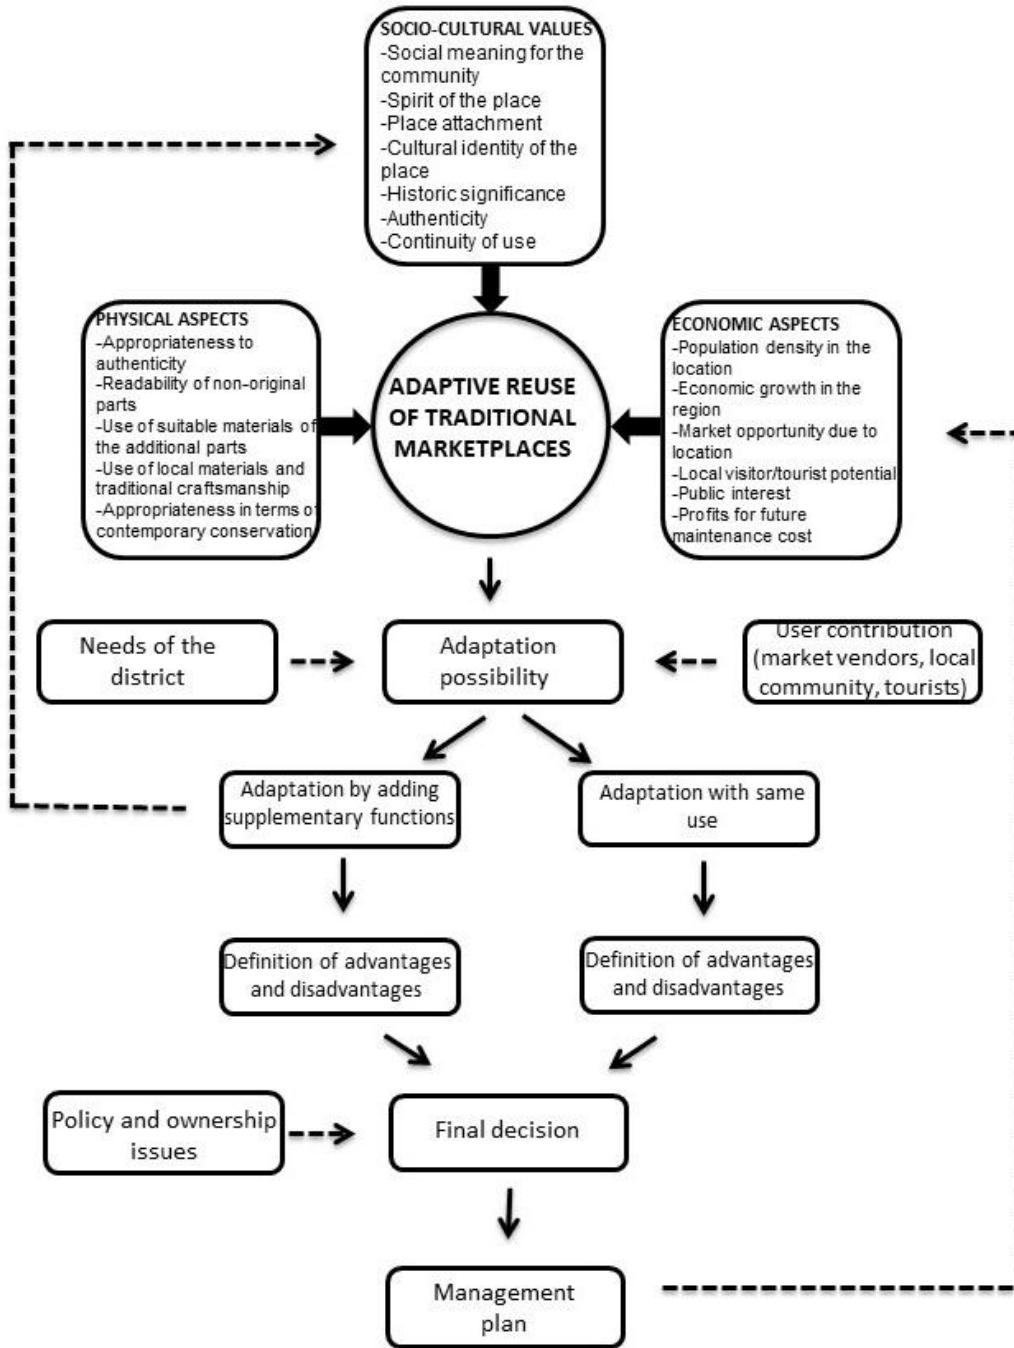 SOCIO-CULTURAL VALUES
-Social meaning for the
community
-Spirit of the place
-Place attachment
-Cultural identity of the
place
-Historic significance
-Authenticity
-Continuity of use
PHYSICAL ASPECTS
-Appropriateness to
authenticity
-Readability of non-original
parts
-Use of suitable materials of
the additional parts
-Use of local materials and
traditional craftsmanship
-Appropriateness in terms of
contemporary conservation
ADAPTIVE REUSE
OF TRADITIONAL
MARKETPLACES
ECONOMIC ASPECTS
-Population density in the
location
-Economic growth in the
region
-Market opportunity due to
location
-Local visitor/tourist potential
-Public interest
-Profits for future
maintenance cost
Needs of the
district
Adaptation
possibility
User contribution
(market vendors, local
community, tourists)
Adaptation by adding
supplementary functions
Adaptation with same
use
Definition of advantages
and disadvantages
Definition of advantages
and disadvantages
Policy and ownership
issues
Final decision
Management
plan